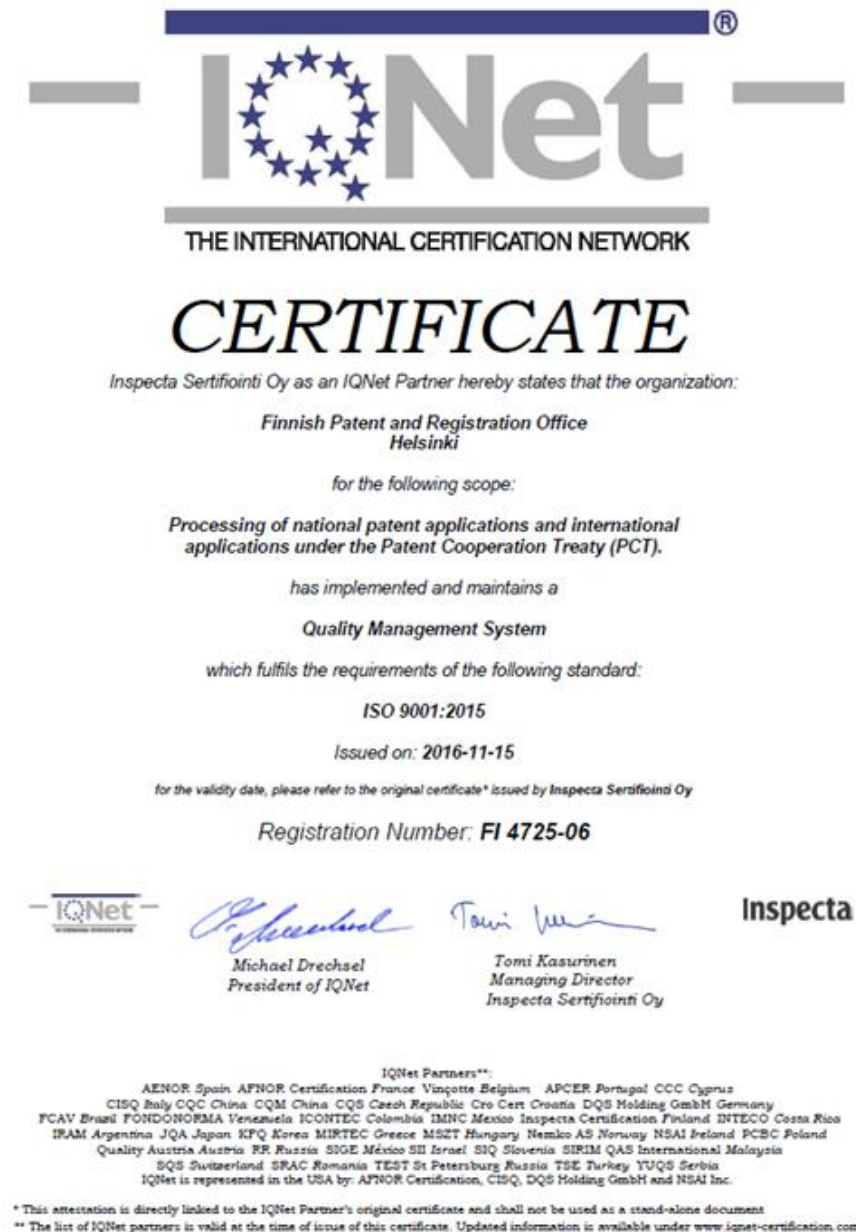 IQNet ®
THE INTERNATIONAL CERTIFICATION NETWORK
CERTIFICATE
Inspecta Sertifiointi Oy as an IQNet Partner hereby states that the organization:
Finnish Patent and Registration Office
Helsinki
for the following scope:
Processing of national patent applications and international
applications under the Patent Cooperation Treaty (PCT).
has implemented and maintains a
Quality Management System
which fulfils the requirements of the following standard:
ISO 9001:2015
Issued on: 2016-11-15
for the validity date, please refer to the original certificate* issued by Inspecta Sertifiointi Oy
Registration Number: FI 4725-06
IQNet
Inspecta
Michael Drechsel
President of IQNet
Tomi Kasurinen
Managing Director
Inspecta Sertifiointi Oy
IQNet Partners**:
AENOR Spain AFNOR Certification France Vinçotte Belgium APCER Portugal CCC Cyprus
CISQ Italy CQC China CQM China CQS Czech Republic Cro Cert Croatia DQS Holding GmbH Germany
FCAV Brazil FONDONORMA Venezuela ICONTEC Colombia IMNC Mexico Inspecta Certification Finland INTECO Costa Rica
IRAM Argentina JQA Japan KFQ Korea MIRTEC Greece MSZT Hungary Nemko AS Norway NSAI Ireland PCBC Poland
Quality Austria Austria RR Russia SIGE México SII Israel SIQ Slovenia SIRIM QAS International Malaysia
SQS Switzerland SRAC Romania TEST St Petersburg Russia TSE Turkey YUQS Serbia
IQNet is represented in the USA by: AFNOR Certification, CISQ, DQS Holding GmbH and NSAI Inc.
* This attestation is directly linked to the IQNet Partner's original certificate and shall not be used as a stand-alone document
** The list of IQNet partners is valid at the time of issue of this certificate. Updated information is available under www.iqnet-certification.com